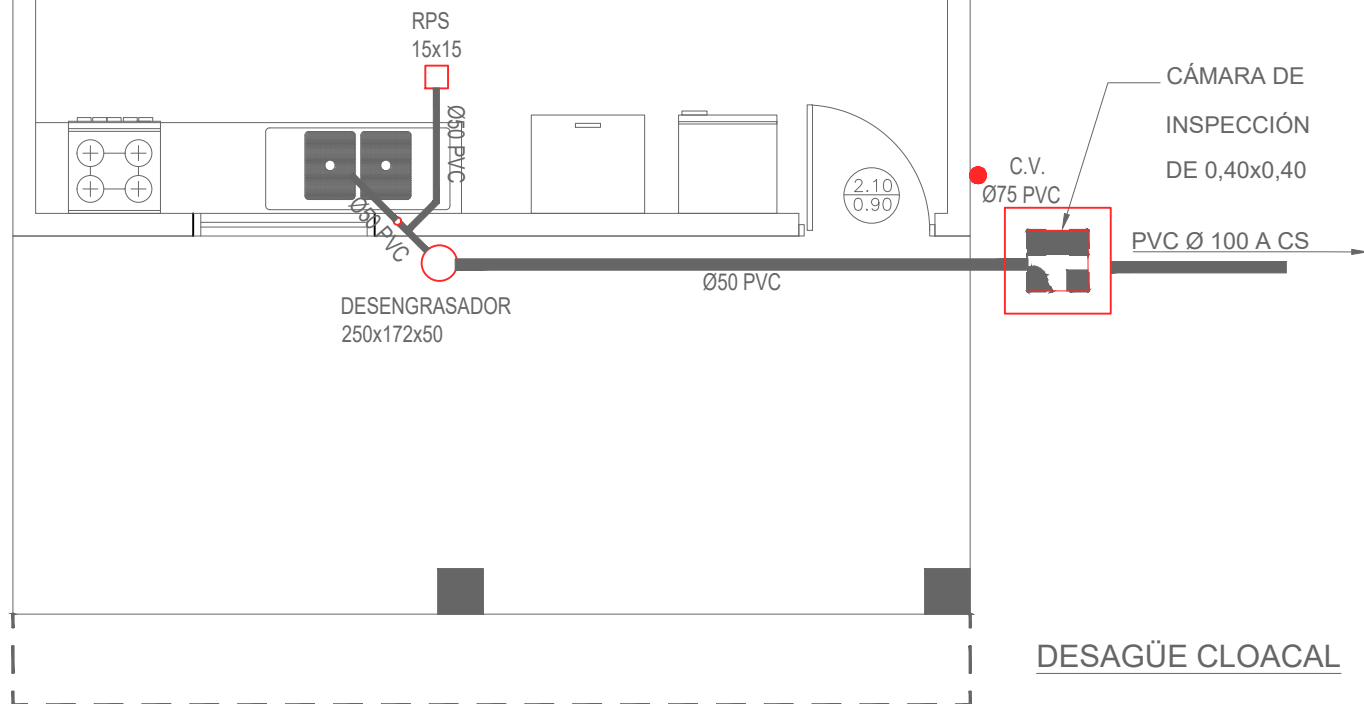 RPS
15x15
Ø50 PVC
Ø50 PVC
DESENGRASADOR
250x172x50
Ø50 PVC
2.10
0.90
C.V.
Ø75 PVC
CÁMARA DE
INSPECCIÓN
DE 0,40x0,40
PVC Ø 100 A CS
DESAGÜE CLOACAL